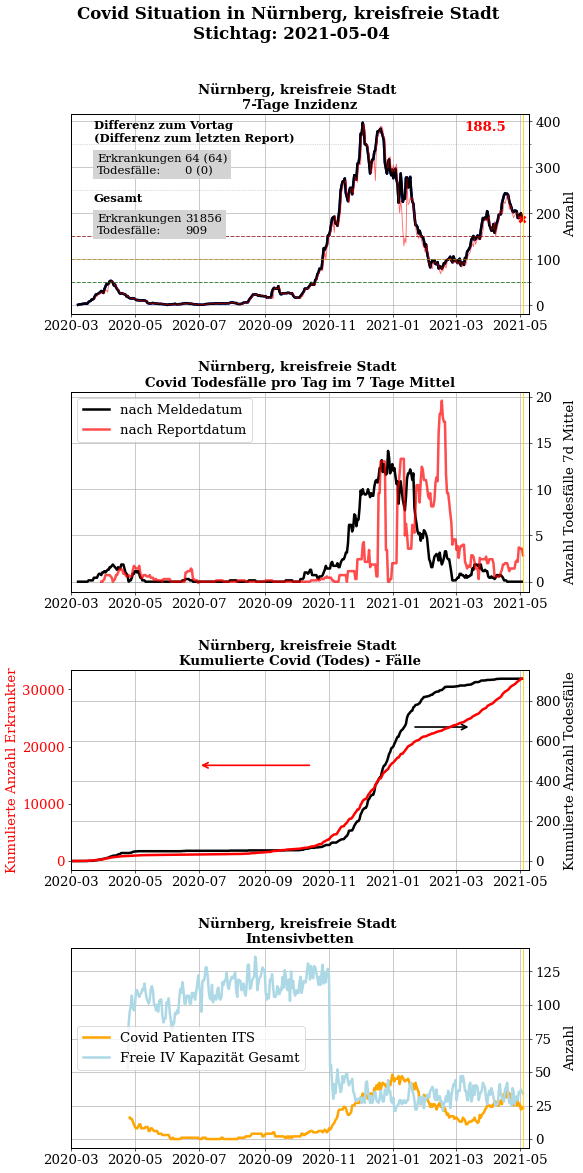 Covid Situation in Nürnberg, kreisfreie Stadt
Stichtag: 2021-05-04
Nürnberg, kreisfreie Stadt
7-Tage Inzidenz
Differenz zum Vortag
(Differenz zum letzten Report)
Erkrankungen 64 (64)
Todesfälle: 0 (0)
Gesamt
Erkrankungen 31856
Todesfälle: 909
188.5
400
300
200
100
0
Anzahl
2020-03 2020-05 2020-07 2020-09 2020-11 2021-01 2021-03 2021-05
Nürnberg, kreisfreie Stadt
Covid Todesfälle pro Tag im 7 Tage Mittel
nach Meldedatum
nach Reportdatum
20
15
10
5
0
Anzahl Todesfälle 7d Mittel
2020-03 2020-05 2020-07 2020-09 2020-11 2021-01 2021-03 2021-05
Nürnberg, kreisfreie Stadt
Kumulierte Covid (Todes) - Fälle
Kumulierte Anzahl Erkrankter
30000
20000
10000
0
800
600
400
200
0
Kumulierte Anzahl Todesfälle
2020-03 2020-05 2020-07 2020-09 2020-11 2021-01 2021-03 2021-05
Nürnberg, kreisfreie Stadt
Intensivbetten
Covid Patienten ITS
Freie IV Kapazität Gesamt
125
100
75
50
25
0
Anzahl
2020-03 2020-05 2020-07 2020-09 2020-11 2021-01 2021-03 2021-05